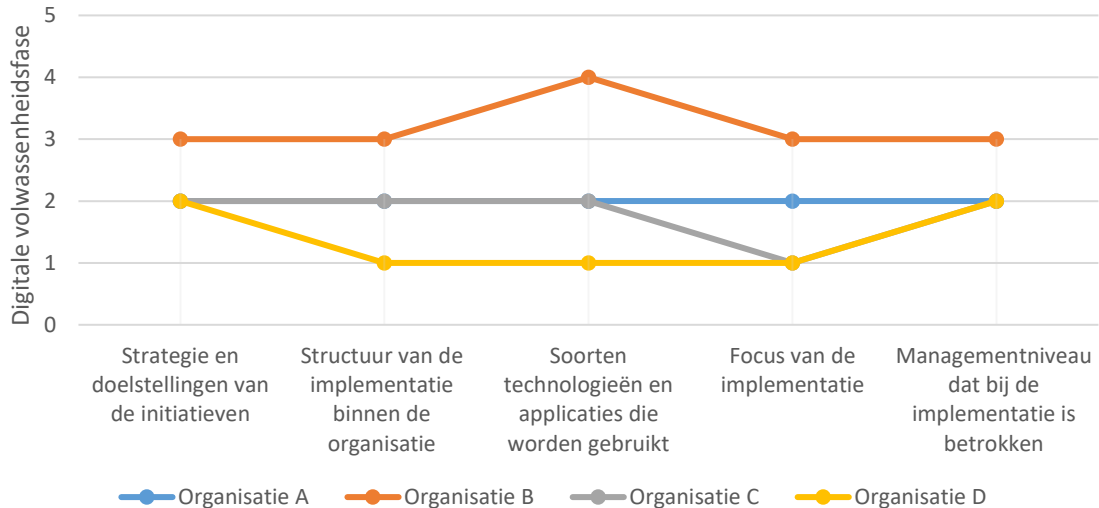 Digitale volwassenheidsfase
5
4
3
2
1
0
Strategie en
doelstellingen van
de initiatieven
Structuur van de
implementatie
binnen de
organisatie
Soorten
technologieën en
applicaties die
worden gebruikt
Focus van de
implementatie
Managementniveau
dat bij de
implementatie is
betrokken
Organisatie A
Organisatie B
Organisatie C
Organisatie D